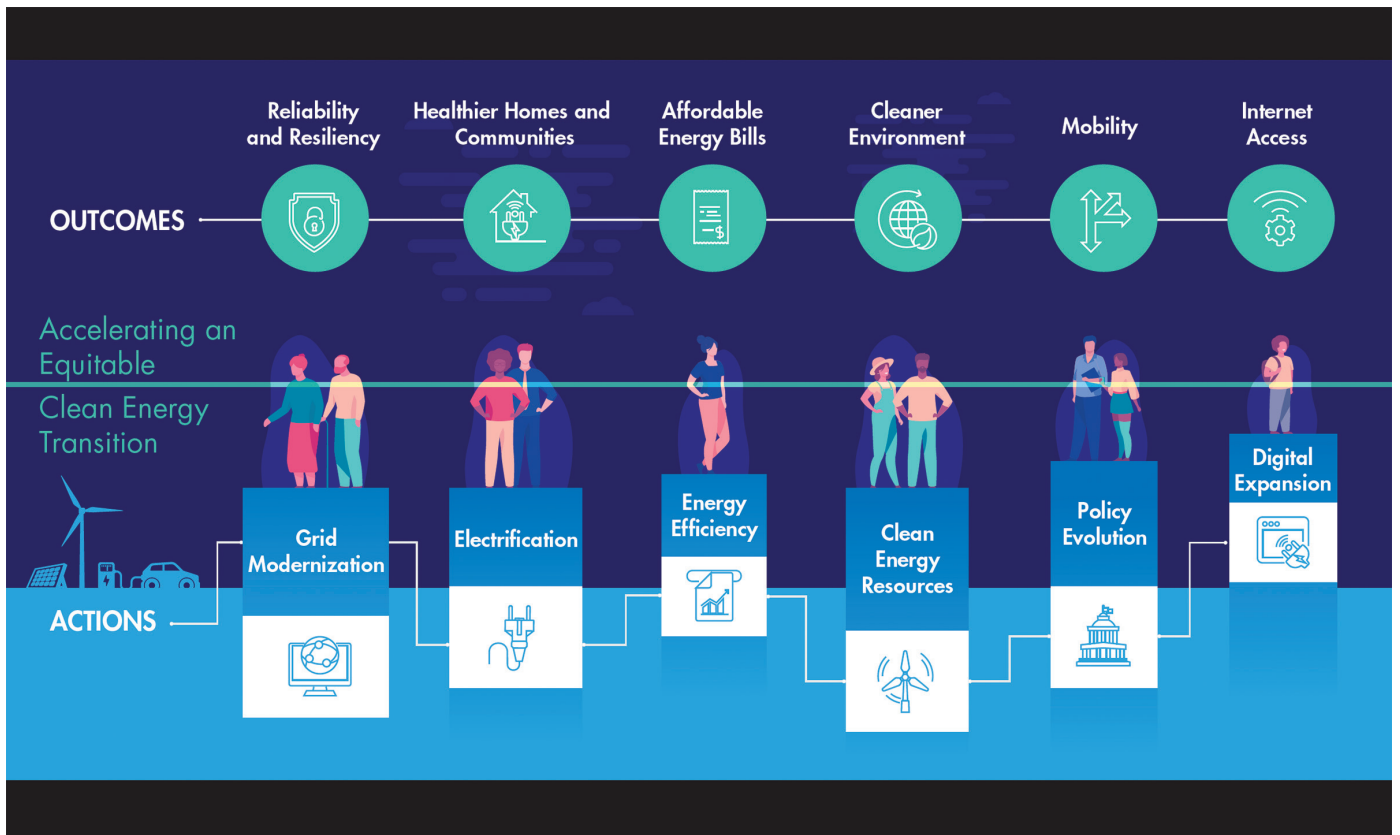 Reliability
and Resiliency
Healthier Homes and
Communities
Affordable
Energy Bills
Cleaner
Environment
Mobility
Internet
Access
OUTCOMES
$
Accelerating an
Equitable
Clean Energy
Transition
Grid
Modernization
Electrification
Energy
Efficiency
Clean
Energy
Resources
Policy
Evolution
Digital
Expansion
ACTIONS